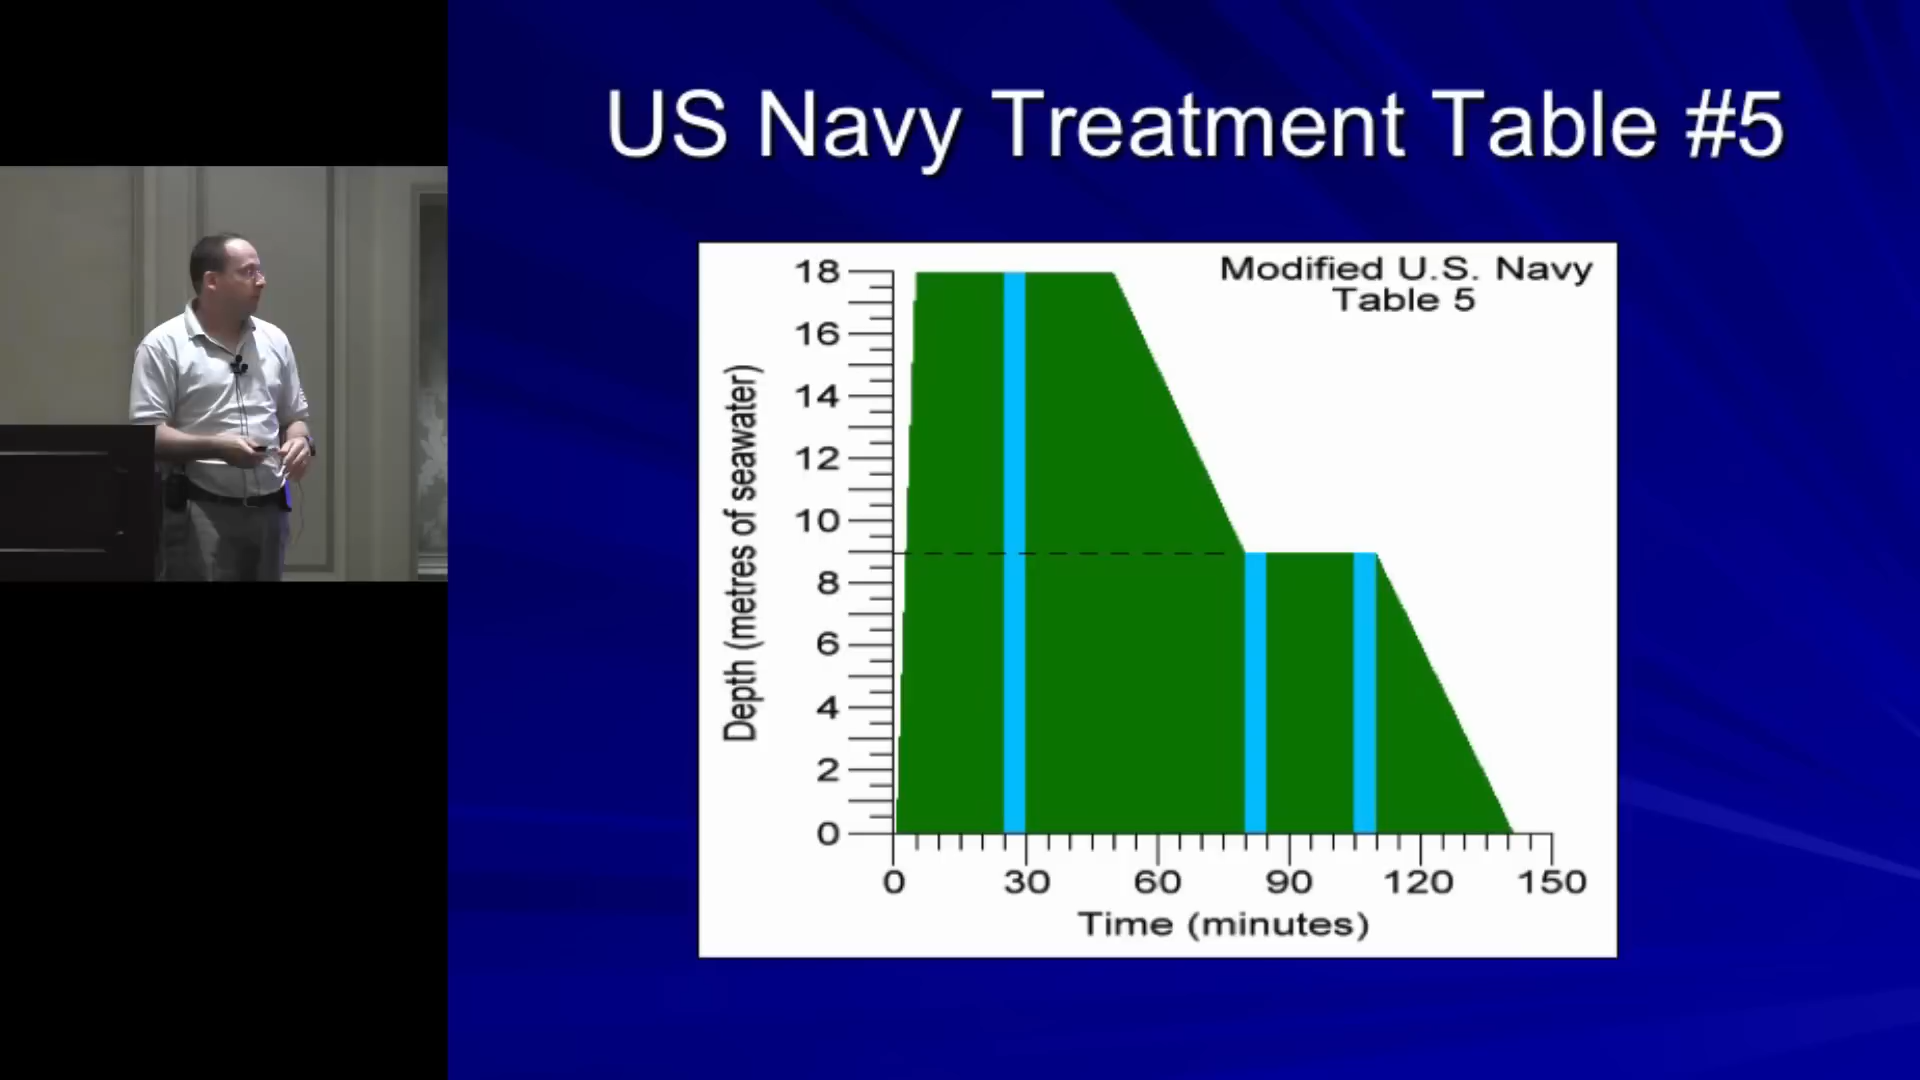 US Navy Treatment Table #5
Modified U.S. Navy
Table 5
Depth (metres of seawater)
18
16
14
12
10
8
6
4
2
0
0 30 60 90 120 150
Time (minutes)